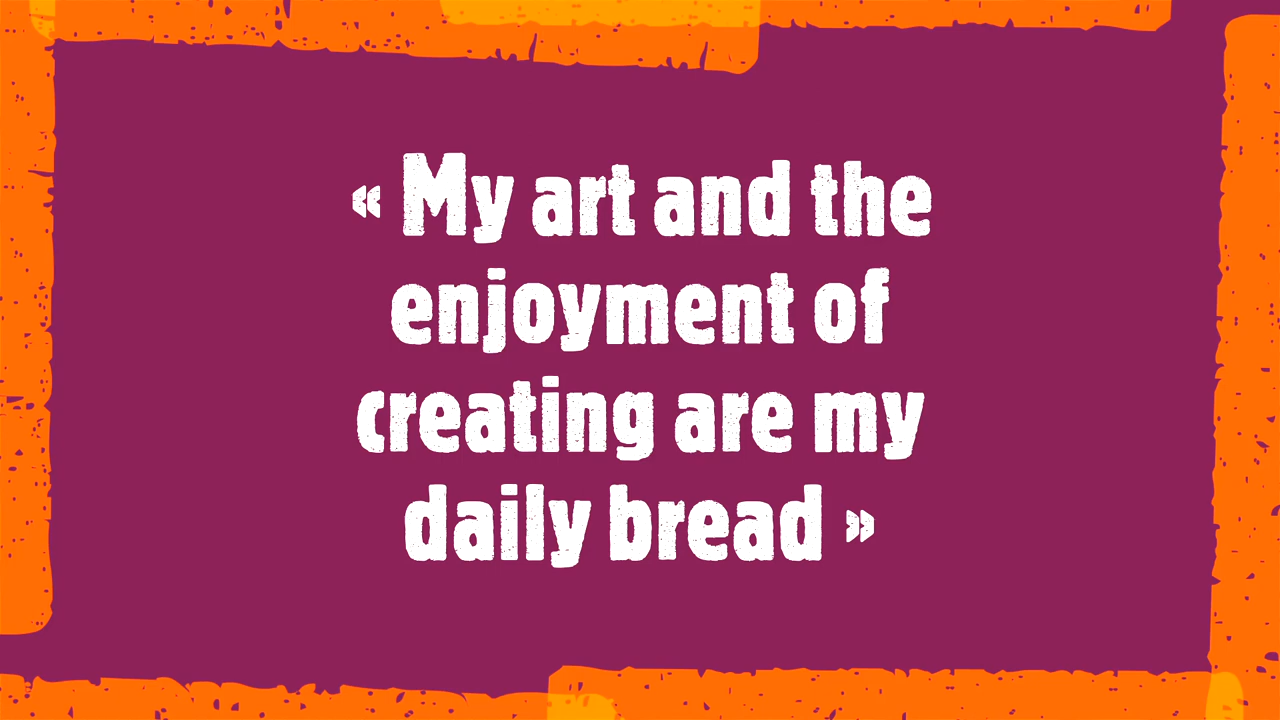 « My art and the
enjoyment of
creating are my
daily bread »